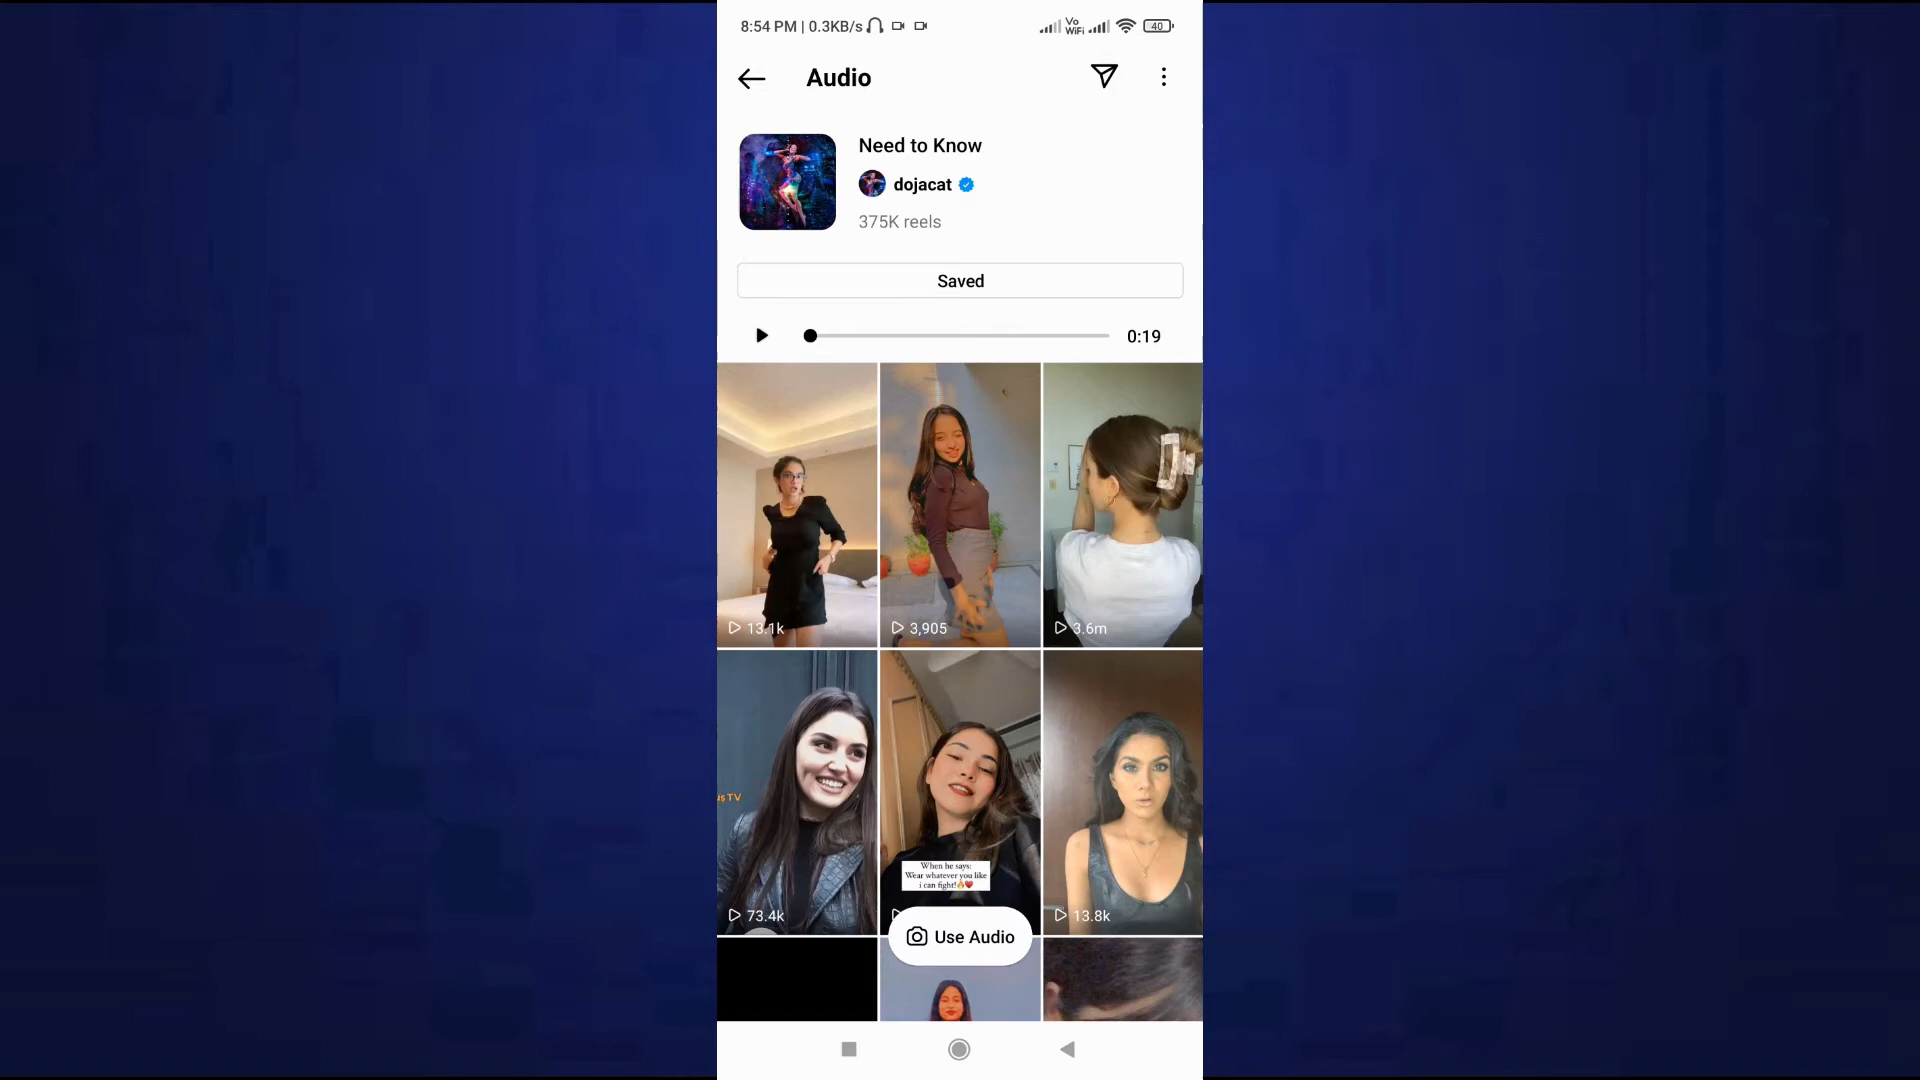 8:54 PM | 0.3KB/s
Vo
WiFi
40
Audio
Need to Know
dojacat
375K reels
Saved
0:19
13.1k
3,905
3.6m
TV
When he says:
Wear whatever you like
i can fight!🔥❤️
73.4k
13.8k
Use Audio